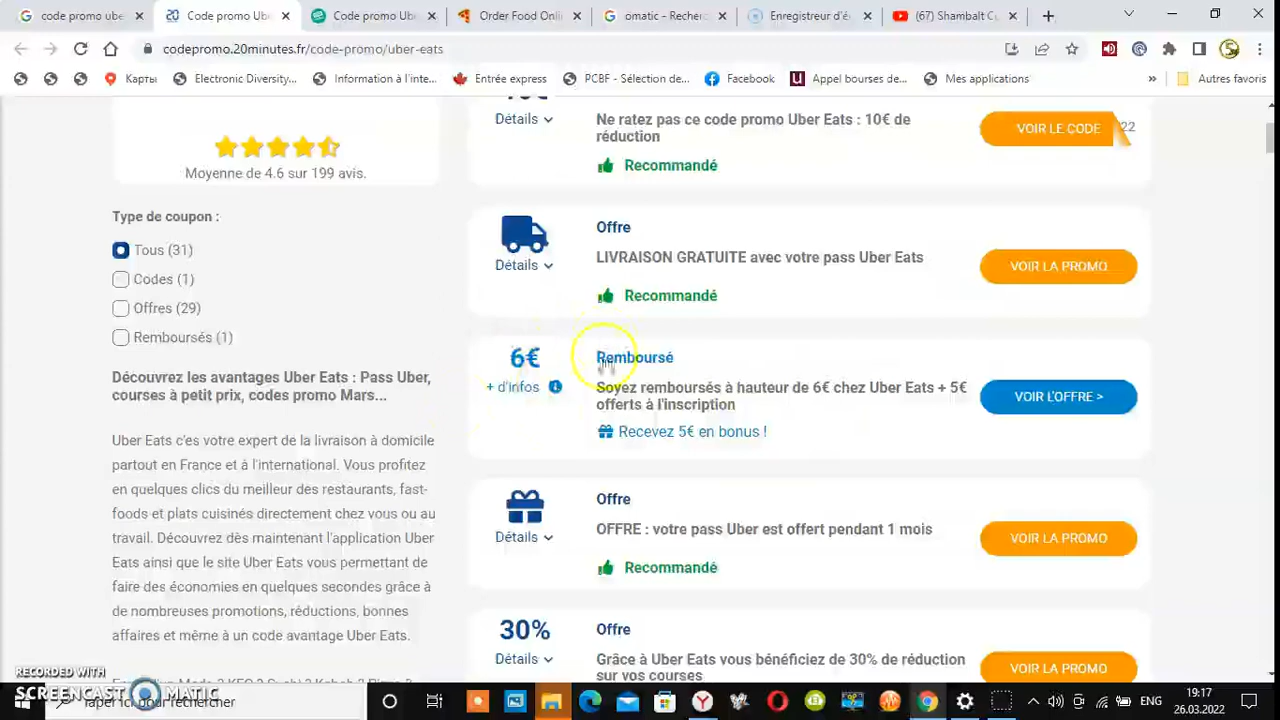 code promo ube
Code promo Ub
Code promo Ub
Order Food Onli
omatic - Recherc
Enregistreur d'é
(67) Shambalt Cu
codepromo.20minutes.fr/code-promo/uber-eats
Карты
Electronic Diversity...
Information à l'inte...
Entrée express
PCBF - Sélection de...
Facebook
Appel bourses de...
Mes applications
»
Autres favoris
Détails
Ne ratez pas ce code promo Uber Eats : 10€ de
réduction
Recommandé
VOIR LE CODE
22
Moyenne de 4.6 sur 199 avis.
Type de coupon :
Tous (31)
Codes (1)
Offres (29)
Remboursés (1)
Découvrez les avantages Uber Eats : Pass Uber,
courses à petit prix, codes promo Mars...
Uber Eats c'es votre expert de la livraison à domicile
partout en France et à l'international. Vous profitez
en quelques clics du meilleur des restaurants, fast-
foods et plats cuisinés directement chez vous ou au
travail. Découvrez dès maintenant l'application Uber
Eats ainsi que le site Uber Eats vous permettant de
faire des économies en quelques secondes grâce à
de nombreuses promotions, réductions, bonnes
affaires et même à un code avantage Uber Eats.
Offre
Détails
LIVRAISON GRATUITE avec votre pass Uber Eats
Recommandé
VOIR LA PROMO
6€
+ d'infos
Remboursé
Soyez remboursés à hauteur de 6€ chez Uber Eats + 5€
offerts à l'inscription
Recevez 5€ en bonus !
VOIR L'OFFRE >
Offre
Détails
OFFRE : votre pass Uber est offert pendant 1 mois
Recommandé
VOIR LA PROMO
30%
Détails
Offre
Grâce à Uber Eats vous bénéficiez de 30% de réduction
sur vos courses
VOIR LA PROMO
RECORDED WITH
SCREENCAST MATIC
Taper ici pour rechercher
ENG
19:17
26.03.2022